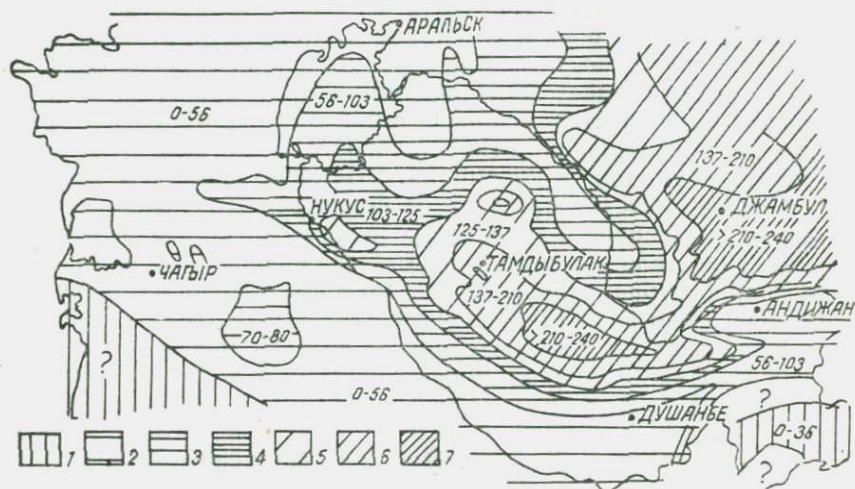 АРАЛЬСК
0-56
56-103
137-210
ДЖАМБУЛ
>210-240
НУКУС
103-125
125-137
ТАМДЫБУЛАК
137-210
>210-240
ЧАГЫР
70-80
АНДИЖАН
56-103
0-56
ДУШАНБЕ
?
?
0-36
?
1 2 3 4 5 6 7